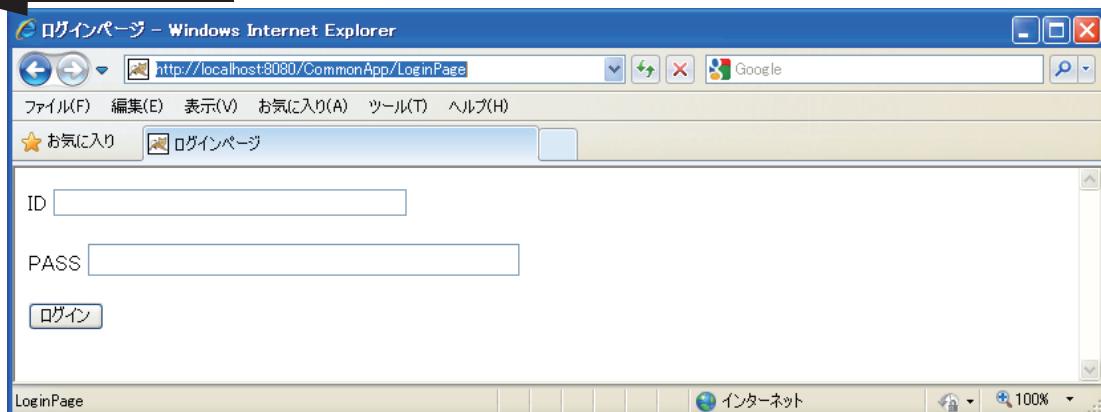 ログインページ - Windows Internet Explorer
http://localhost:8080/CommonApp/LoginPage Google
ファイル(F) 編集(E) 表示(V) お気に入り(A) ツール(T) ヘルプ(H)
お気に入り ログインページ
ID
PASS
ログイン
LoginPage インターネット 100%